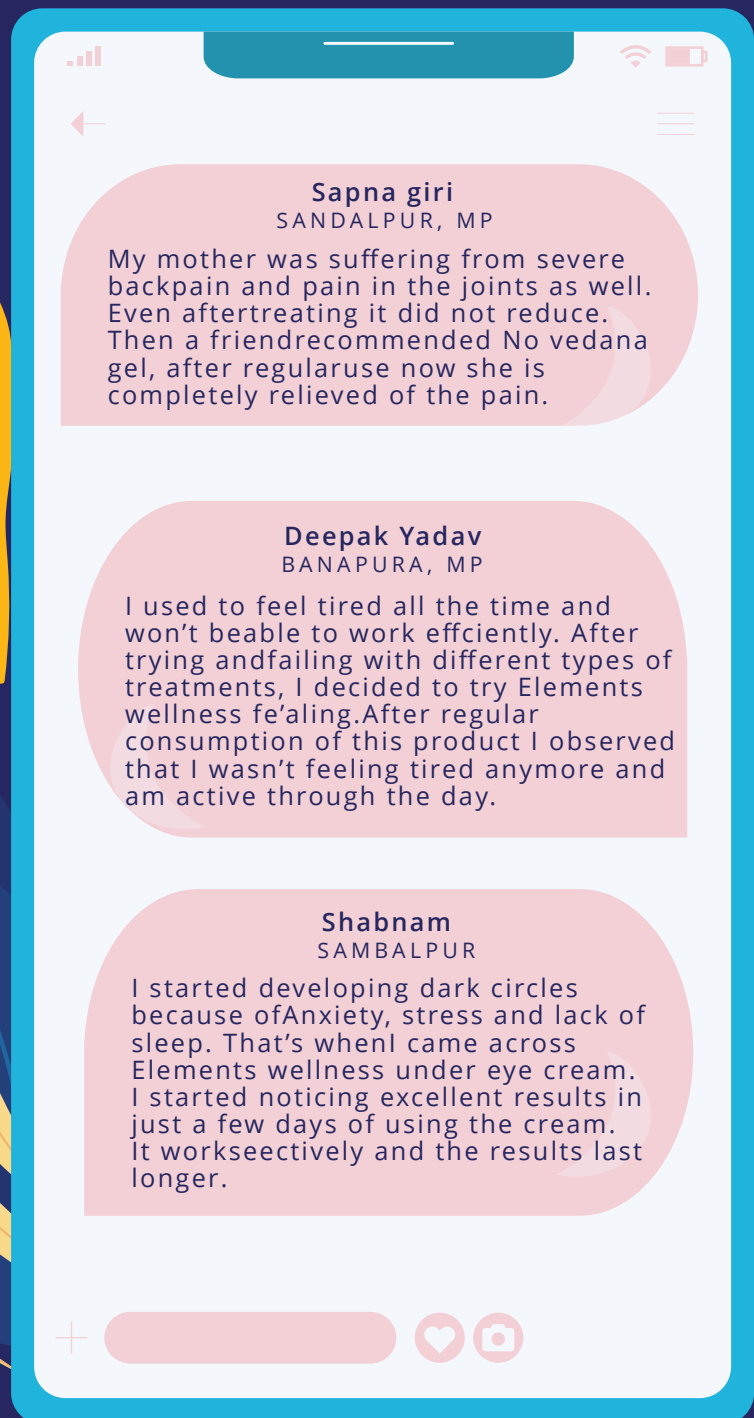 Sapna giri
SANDALPUR, MP
My mother was suffering from severe
backpain and pain in the joints as well.
Even aftertreating it did not reduce.
Then a friendrecommended No vedana
gel, after regularuse now she is
completely relieved of the pain.
Deepak Yadav
BANAPURA, MP
I used to feel tired all the time and
won’t beable to work effciently. After
trying andfailing with different types of
treatments, I decided to try Elements
wellness fe’aling.After regular
consumption of this product I observed
that I wasn’t feeling tired anymore and
am active through the day.
Shabnam
SAMBALPUR
I started developing dark circles
because ofAnxiety, stress and lack of
sleep. That’s whenI came across
Elements wellness under eye cream.
I started noticing excellent results in
just a few days of using the cream.
It workseectively and the results last
longer.